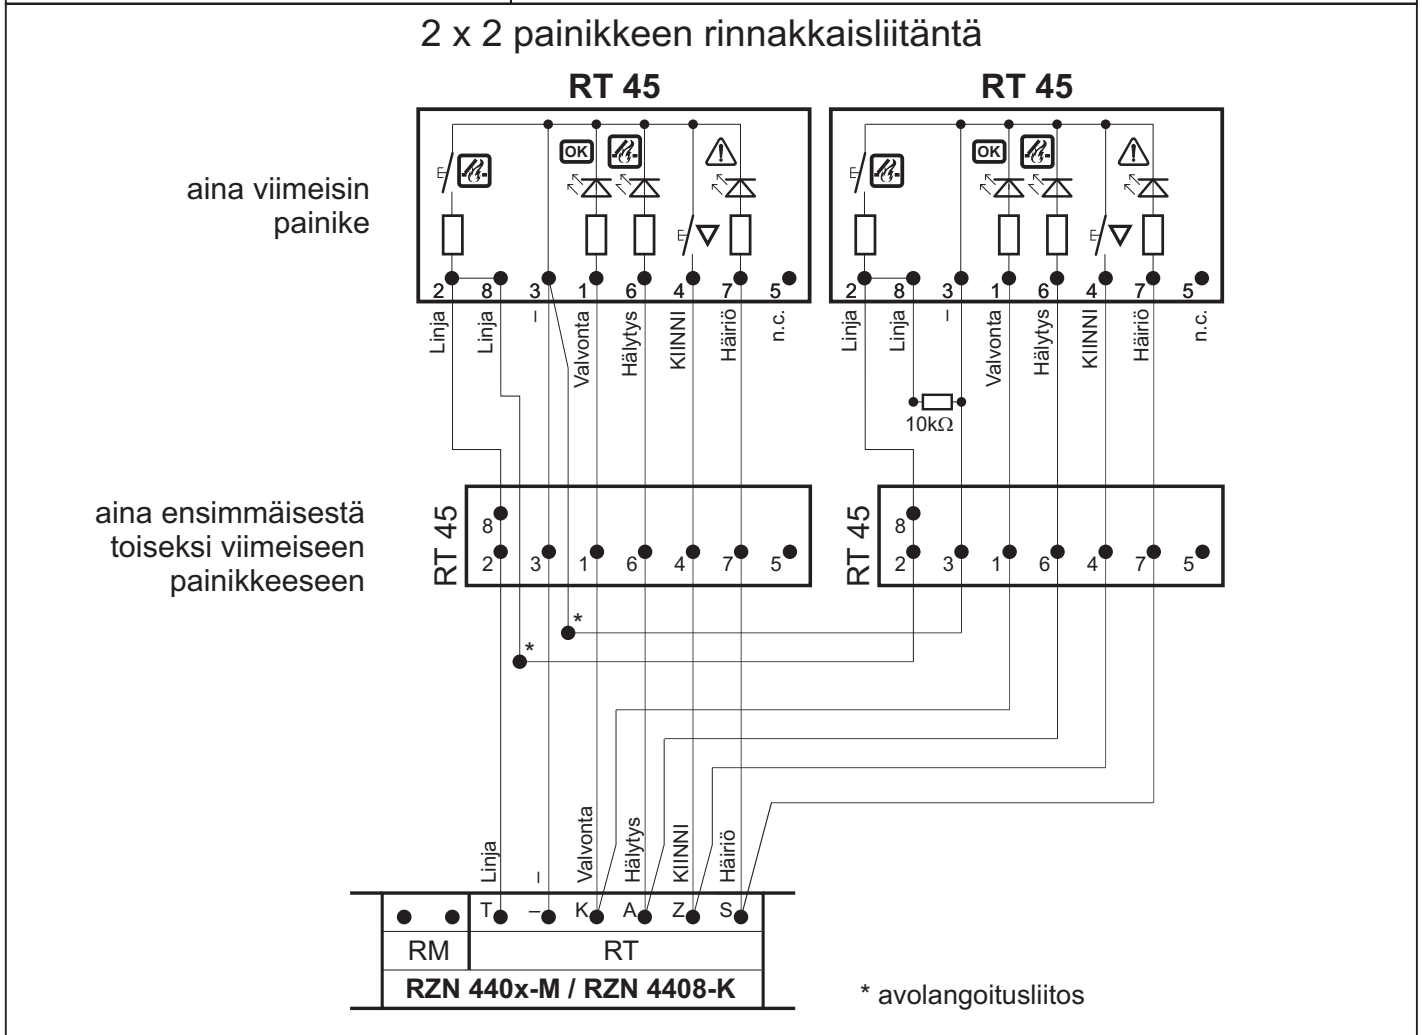 2 x 2 painikkeen rinnakkaisliitäntä
RT 45 RT 45
OK OK
aina viimeisin
painike
2 8 3 1 6 4 7 5 2 8 3 1 6 4 7 5
Linja Linja – Valvonta Hälytys KIINNI Häiriö n.c. Linja Linja – Valvonta Hälytys KIINNI Häiriö n.c.
10kΩ
aina ensimmäisestä
toiseksi viimeiseen
painikkeeseen
RT 45 RT 45
8 8
2 3 1 6 4 7 5 2 3 1 6 4 7 5
*
*
Linja – Valvonta Hälytys KIINNI Häiriö
T – K A Z S
RM RT
RZN 440x-M / RZN 4408-K
* avolangoitusliitos